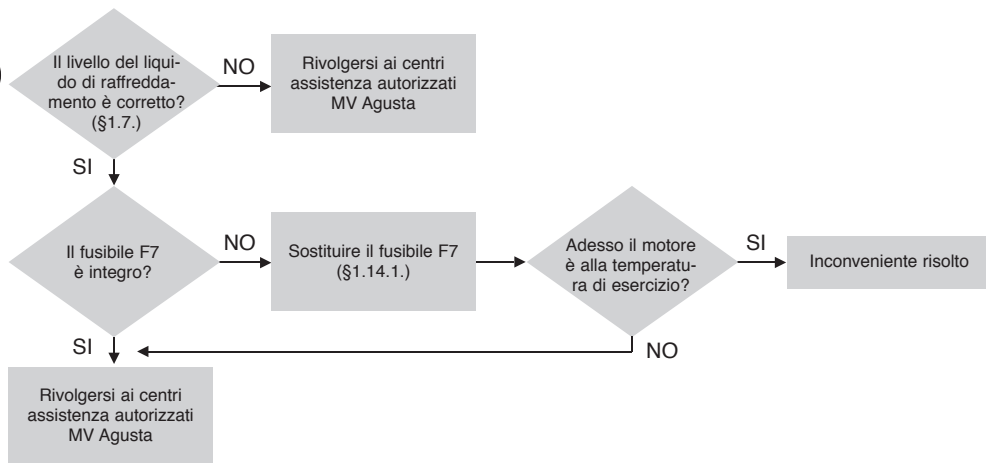 Il livello del liqui-
do di raffredda-
mento è corretto?
(§1.7.)
NO
Rivolgersi ai centri
assistenza autorizzati
MV Agusta
SI
Il fusibile F7
è integro?
NO
Sostituire il fusibile F7
(§1.14.1.)
Adesso il motore
è alla temperatu-
ra di esercizio?
SI
Inconveniente risolto
SI
NO
Rivolgersi ai centri
assistenza autorizzati
MV Agusta